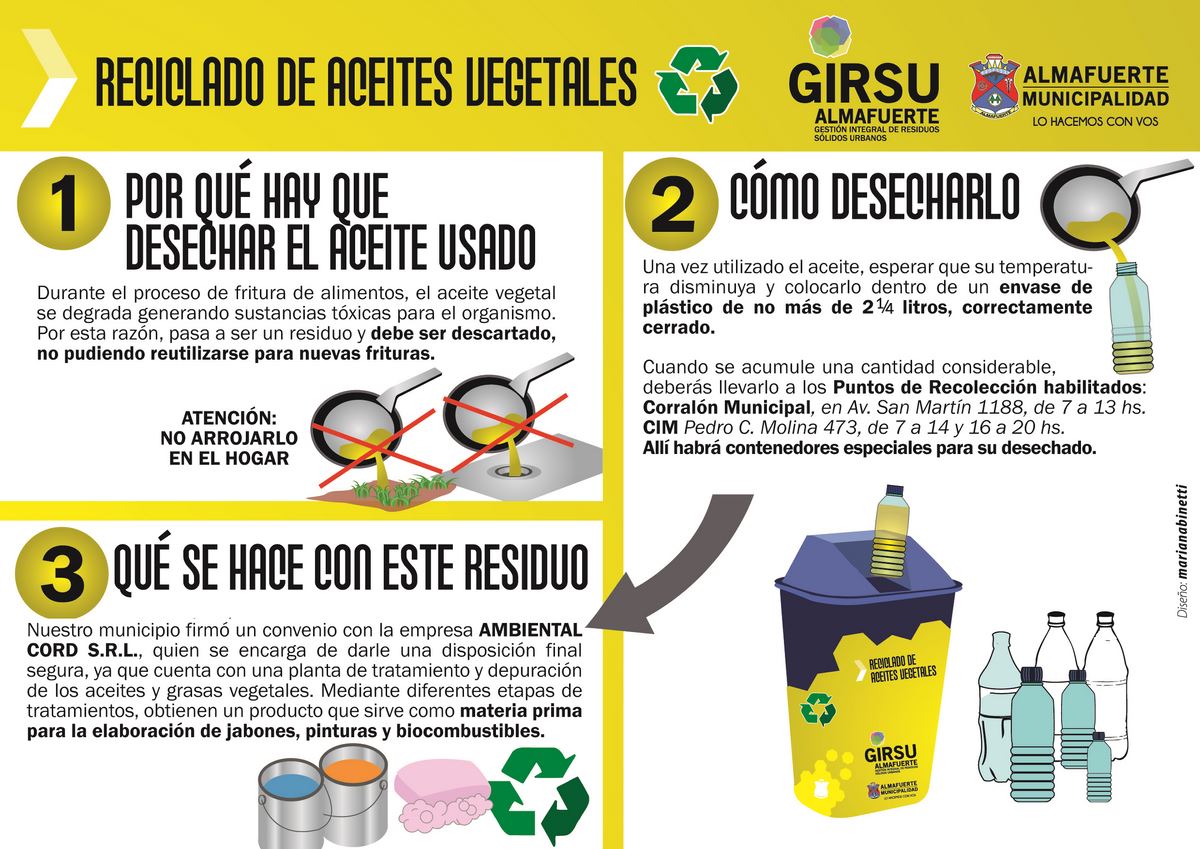 RECICLADO DE ACEITES VEGETALES
GIRSU
ALMAFUERTE
GESTIÓN INTEGRAL DE RESIDUOS
SÓLIDOS URBANOS
ALMAFUERTE
ALMAFUERTE
MUNICIPALIDAD
LO HACEMOS CON VOS
1
POR QUÉ HAY QUE
DESECHAR EL ACEITE USADO
Durante el proceso de fritura de alimentos, el aceite vegetal
se degrada generando sustancias tóxicas para el organismo.
Por esta razón, pasa a ser un residuo y debe ser descartado,
no pudiendo reutilizarse para nuevas frituras.
ATENCIÓN:
NO ARROJARLO
EN EL HOGAR
2
CÓMO DESECHARLO
Una vez utilizado el aceite, esperar que su temperatu-
ra disminuya y colocarlo dentro de un envase de
plástico de no más de 2 1/4 litros, correctamente
cerrado.
Cuando se acumule una cantidad considerable,
deberás llevarlo a los Puntos de Recolección habilitados:
Corralón Municipal, en Av. San Martín 1188, de 7 a 13 hs.
CIM Pedro C. Molina 473, de 7 a 14 y 16 a 20 hs.
Allí habrá contenedores especiales para su desechado.
3
QUÉ SE HACE CON ESTE RESIDUO
Nuestro municipio firmó un convenio con la empresa AMBIENTAL
CORD S.R.L., quien se encarga de darle una disposición final
segura, ya que cuenta con una planta de tratamiento y depuración
de los aceites y grasas vegetales. Mediante diferentes etapas de
tratamientos, obtienen un producto que sirve como materia prima
para la elaboración de jabones, pinturas y biocombustibles.
RECICLADO DE
ACEITES VEGETALES
GIRSU
ALMAFUERTE
GESTIÓN INTEGRAL DE RESIDUOS
SÓLIDOS URBANOS
ALMAFUERTE
MUNICIPALIDAD
LO HACEMOS CON VOS
Diseño: marianabinetti